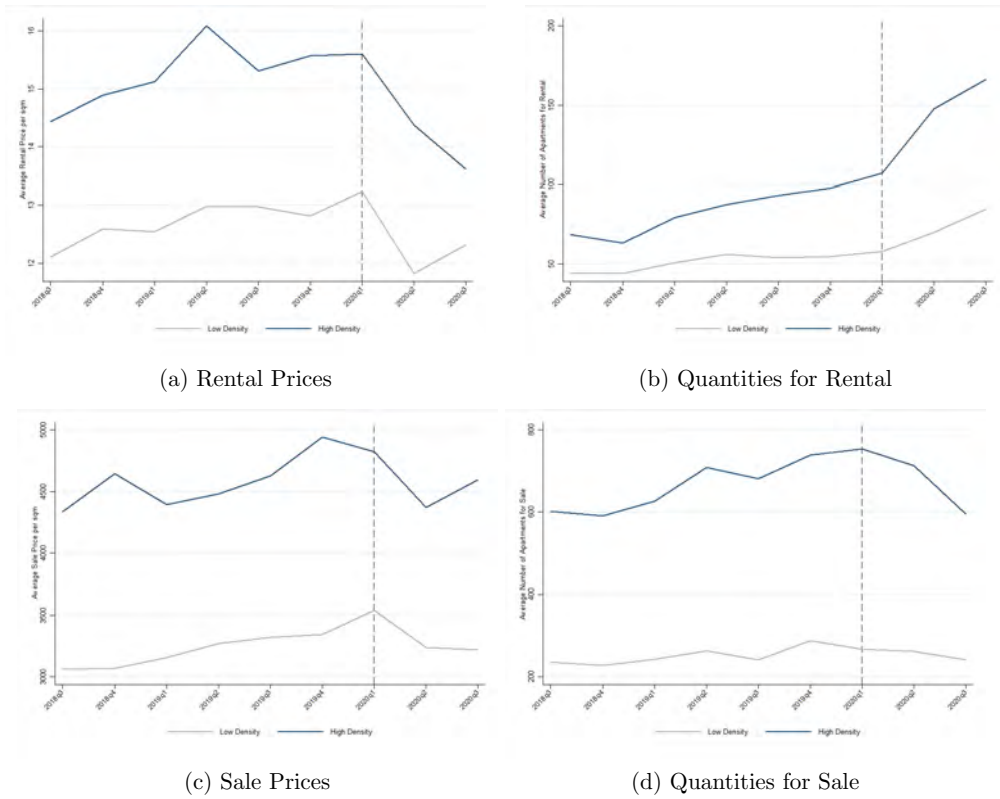 Average Rental Price per sqm
16
15
14
13
12
2018q3 2018q4 2019q1 2019q2 2019q3 2019q4 2020q1 2020q2 2020q3
Low Density High Density
(a) Rental Prices
Average Number of Apartments for Rental
200
150
100
50
2018q3 2018q4 2019q1 2019q2 2019q3 2019q4 2020q1 2020q2 2020q3
Low Density High Density
(b) Quantities for Rental
Average Sale Price per sqm
5000
4500
4000
3500
3000
2018q3 2018q4 2019q1 2019q2 2019q3 2019q4 2020q1 2020q2 2020q3
Low Density High Density
(c) Sale Prices
Average Number of Apartments for Sale
800
600
400
200
2018q3 2018q4 2019q1 2019q2 2019q3 2019q4 2020q1 2020q2 2020q3
Low Density High Density
(d) Quantities for Sale